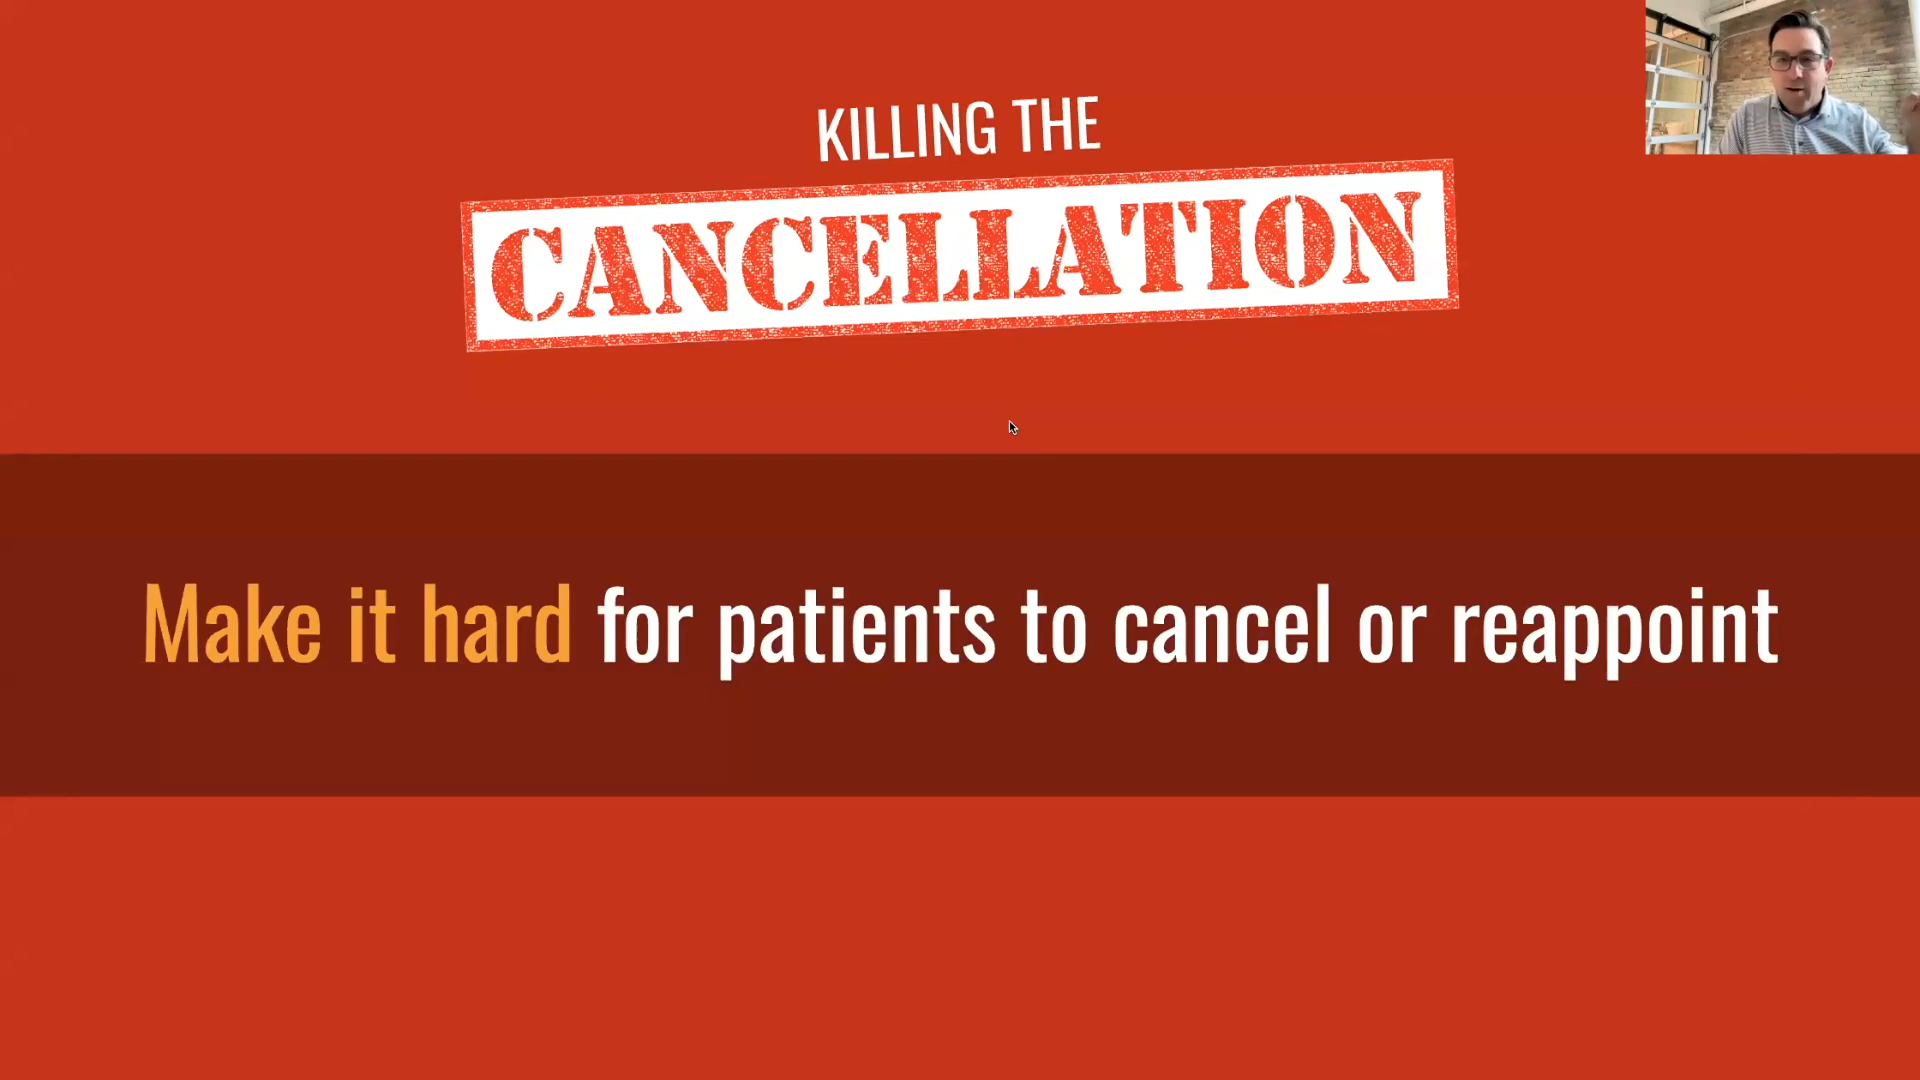 KILLING THE
CANCELLATION
Make it hard for patients to cancel or reappoint